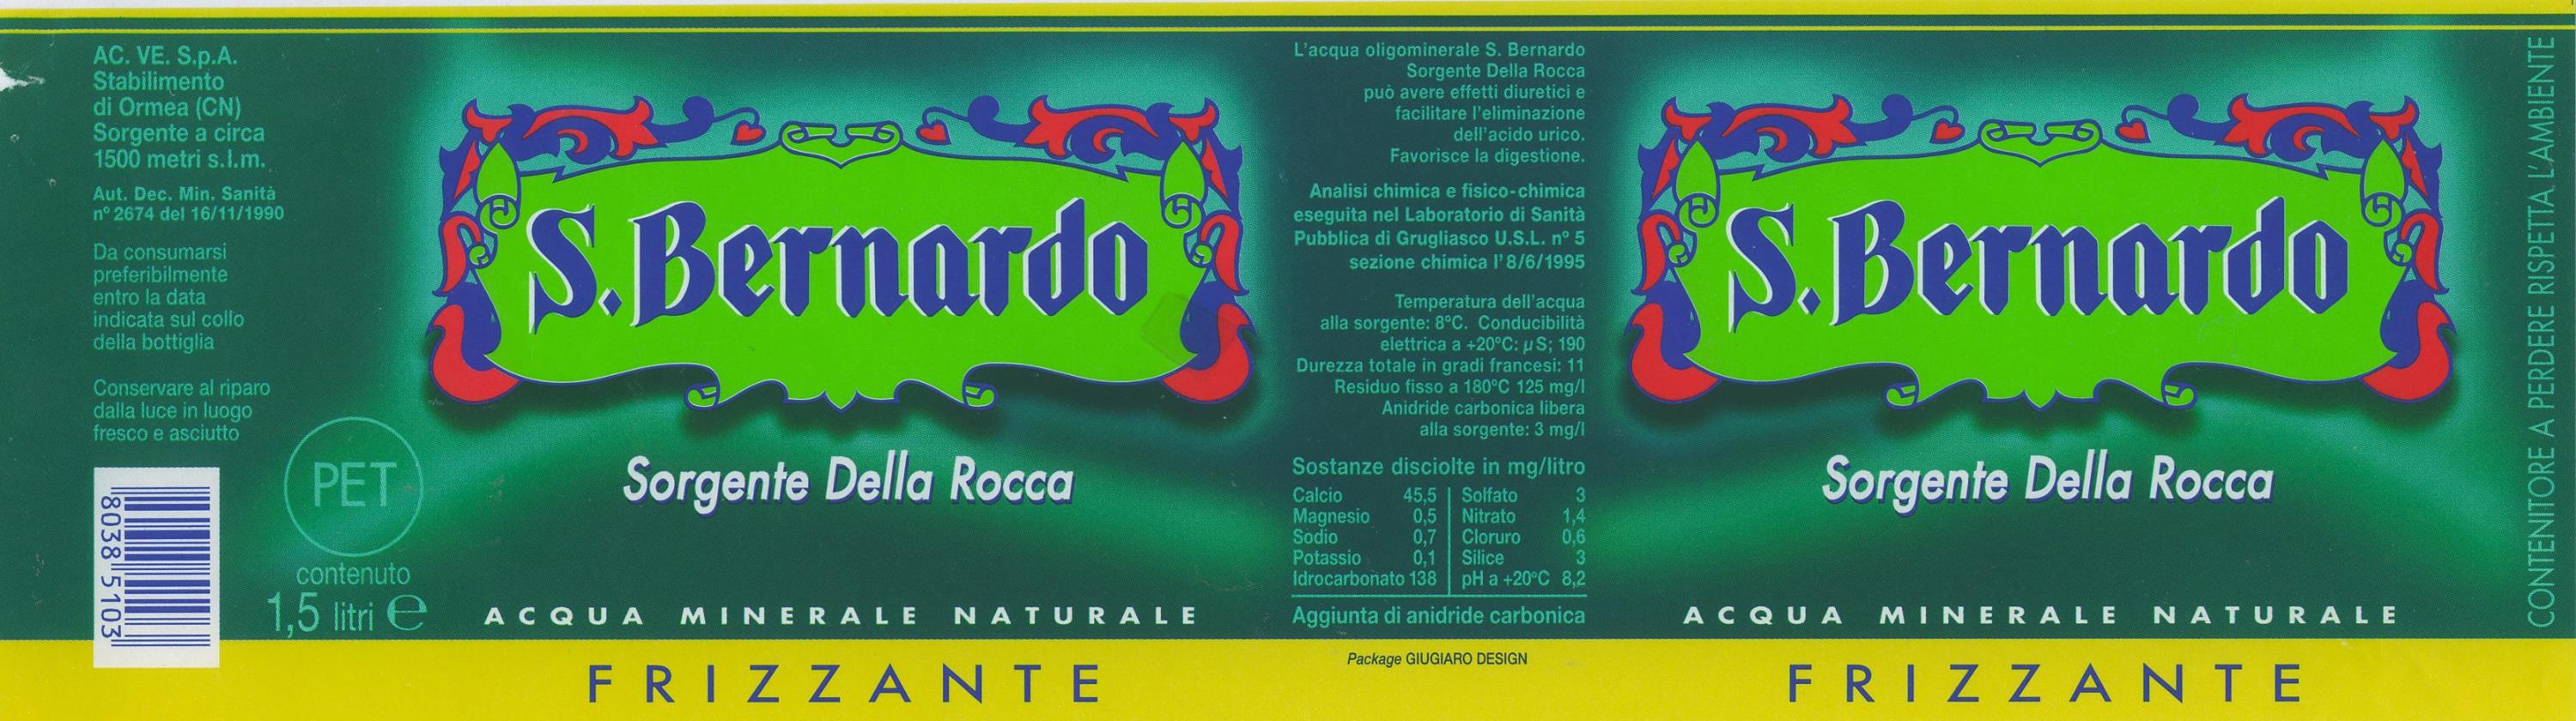 AC. VE. S.p.A.
Stabilimento
di Ormea (CN)
Sorgente a circa
1500 metri s.l.m.
Aut. Dec. Min. Sanità
nº 2674 del 16/11/1990
Da consumarsi
preferibilmente
entro la data
indicata sul collo
della bottiglia
Conservare al riparo
dalla luce in luogo
fresco e asciutto
8038 5103
PET
contenuto
1,5 litri ℮
S.Bernardo
Sorgente Della Rocca
ACQUA MINERALE NATURALE
FRIZZANTE
L'acqua oligominerale S. Bernardo
Sorgente Della Rocca
può avere effetti diuretici e
facilitare l'eliminazione
dell'acido urico.
Favorisce la digestione.
Analisi chimica e fisico-chimica
eseguita nel Laboratorio di Sanità
Pubblica di Grugliasco U.S.L. nº 5
sezione chimica l'8/6/1995
Temperatura dell'acqua
alla sorgente: 8ºC. Conducibilità
elettrica a +20ºC: µS; 190
Durezza totale in gradi francesi: 11
Residuo fisso a 180ºC 125 mg/l
Anidride carbonica libera
alla sorgente: 3 mg/l
Sostanze disciolte in mg/litro
Calcio 45,5 Solfato 3
Magnesio 0,5 Nitrato 1,4
Sodio 0,7 Cloruro 0,6
Potassio 0,1 Silice 3
Idrocarbonato 138 pH a +20ºC 8,2
Aggiunta di anidride carbonica
Package GIUGIARO DESIGN
S.Bernardo
Sorgente Della Rocca
ACQUA MINERALE NATURALE
FRIZZANTE
CONTENITORE A PERDERE RISPETTA L'AMBIENTE